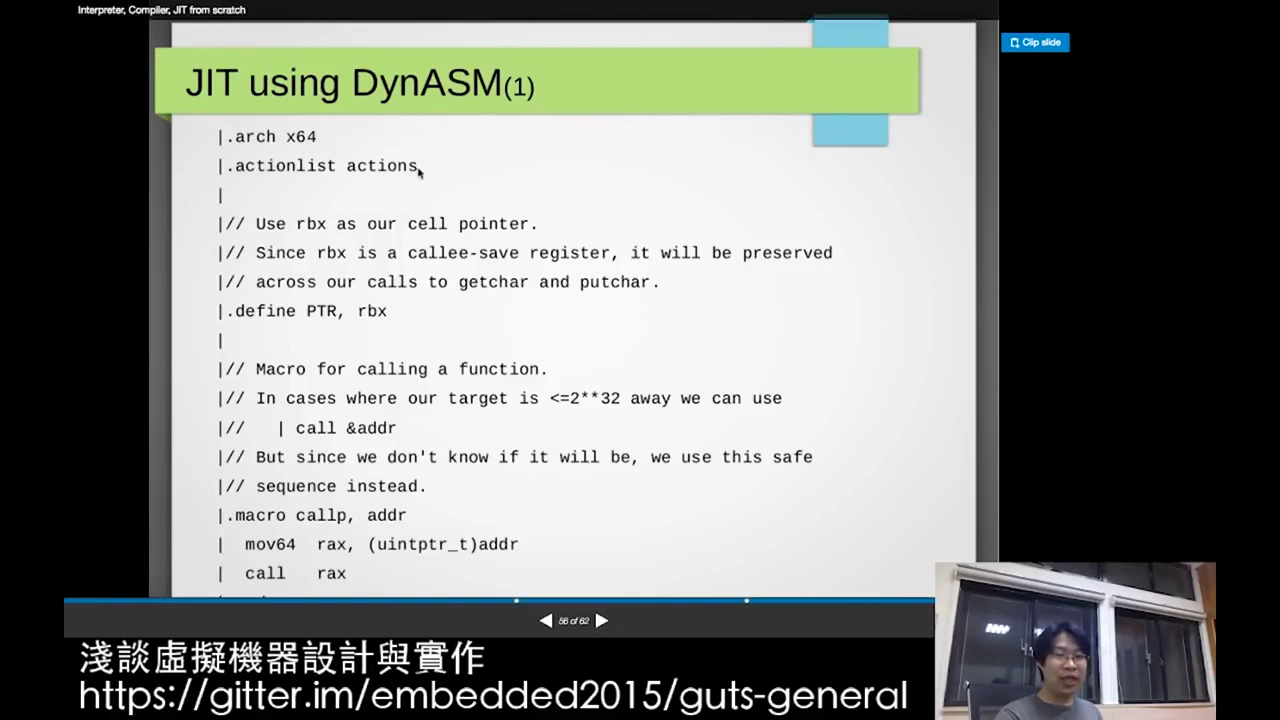 Interpreter, Compiler, JIT from scratch
Clip slide
JIT using DynASM(1)
|.arch x64
|.actionlist actions
|
|// Use rbx as our cell pointer.
|// Since rbx is a callee-save register, it will be preserved
|// across our calls to getchar and putchar.
|.define PTR, rbx
|
|// Macro for calling a function.
|// In cases where our target is <=2**32 away we can use
|//   | call &addr
|// But since we don't know if it will be, we use this safe
|// sequence instead.
|.macro callp, addr
|  mov64  rax, (uintptr_t)addr
|  call   rax
56 of 62
淺談虛擬機器設計與實作
https://gitter.im/embedded2015/guts-general